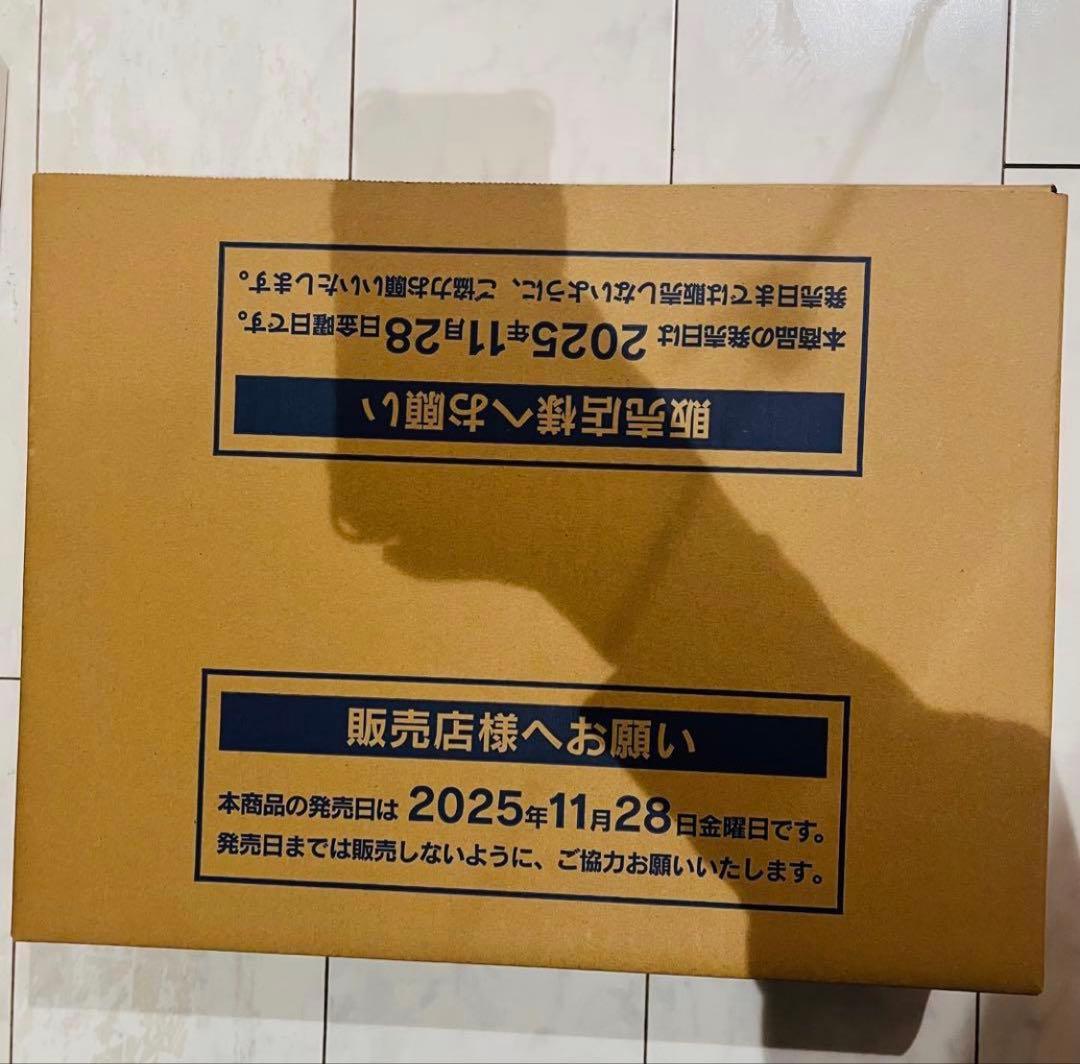 発売日までは販売しないように、ご協力お願いいたします。
本商品の発売日は 2025年11月28日金曜日です。
販売店様へお願い
販売店様へお願い
本商品の発売日は 2025年11月28日金曜日です。
発売日までは販売しないように、ご協力お願いいたします。